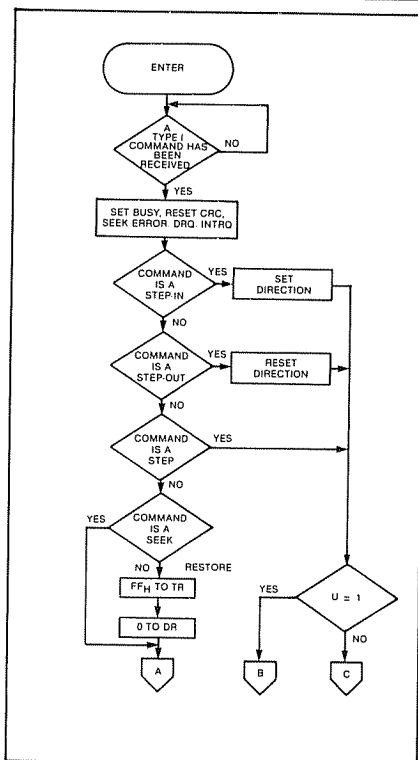 ENTER
A
TYPE I
COMMAND HAS
BEEN
RECEIVED
NO
YES
SET BUSY, RESET CRC,
SEEK ERROR. DRQ. INTRQ
COMMAND
IS A
STEP-IN
YES
SET
DIRECTION
NO
COMMAND
IS A
STEP-OUT
YES
RESET
DIRECTION
NO
COMMAND
IS A
STEP
YES
NO
COMMAND
IS A
SEEK
YES
NO
RESTORE
FFH TO TR
0 TO DR
A
U = 1
YES
NO
B
C